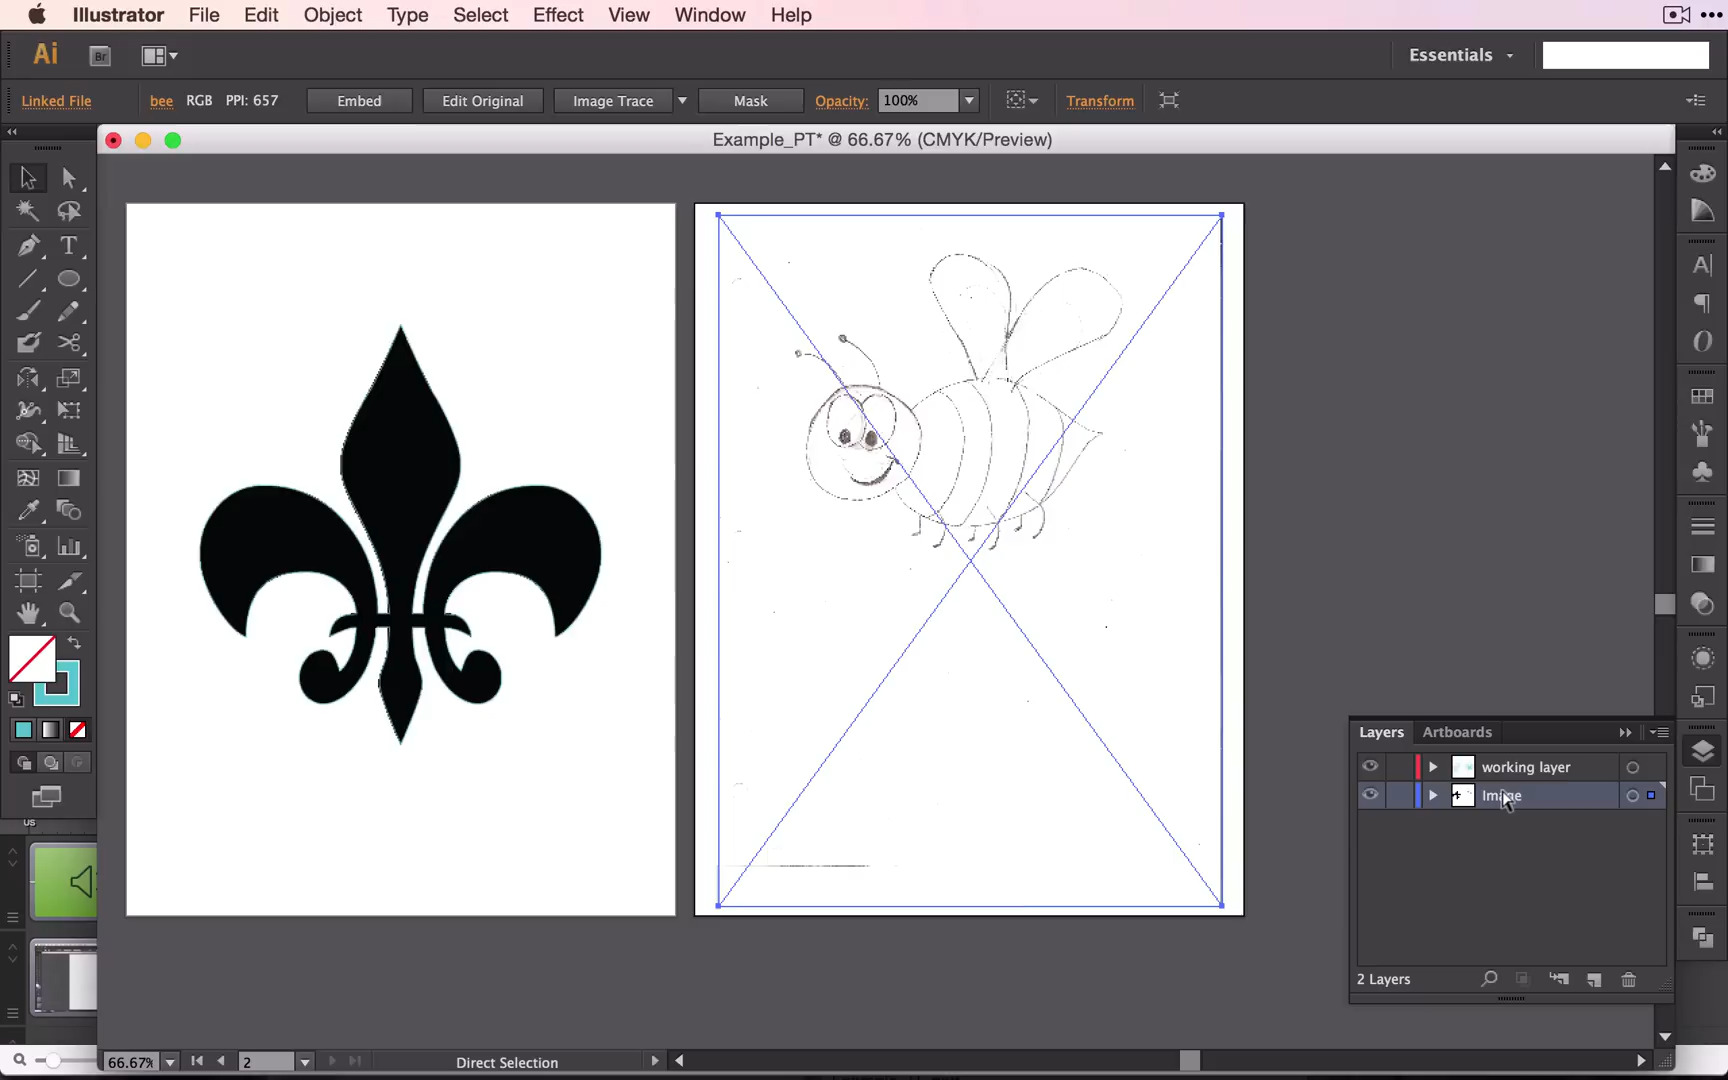 Illustrator File Edit Object Type Select Effect View Window Help
Ai Br Essentials
Linked File bee RGB PPI: 657 Embed Edit Original Image Trace Mask Opacity: 100% Transform
Example_PT* @ 66.67% (CMYK/Preview)
T
A
O
US
Layers Artboards
working layer
Image
2 Layers
66.67% 2 Direct Selection